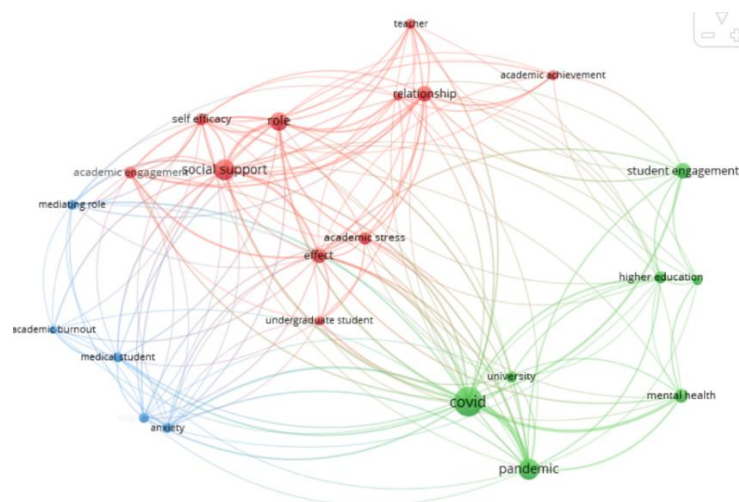 teacher
academic achievement
relationship
self efficacy
role
social support
academic engagement
student engagement
mediating role
academic stress
effect
higher education
undergraduate student
academic burnout
medical student
university
mental health
covid
anxiety
pandemic